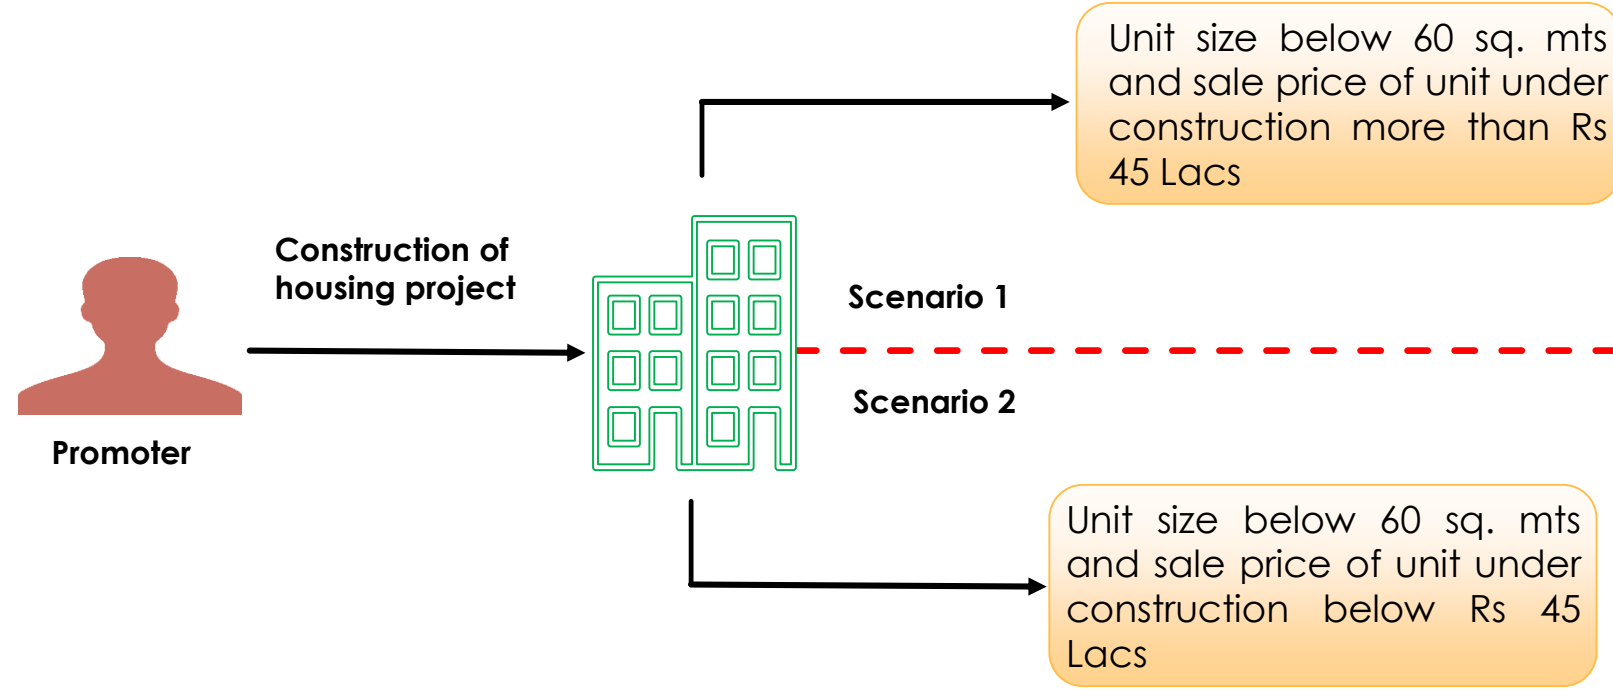 Unit size below 60 sq. mts
and sale price of unit under
construction more than Rs
45 Lacs
Construction of
housing project
Scenario 1
Scenario 2
Promoter
Unit size below 60 sq. mts
and sale price of unit under
construction below Rs 45
Lacs